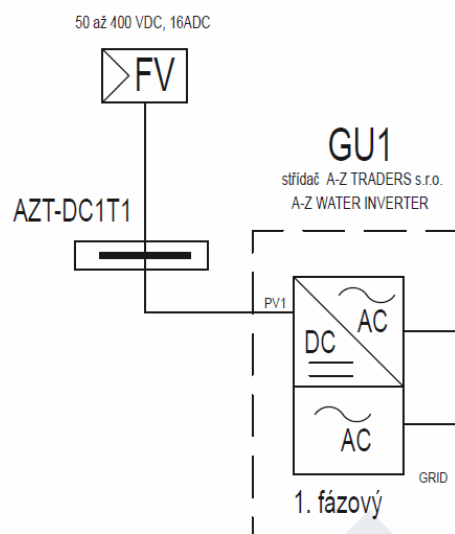 50 až 400 VDC, 16ADC
FV
GU1
střídač A-Z TRADERS s.r.o.
A-Z WATER INVERTER
AZT-DC1T1
PV1
AC
DC
AC
GRID
1. fázový